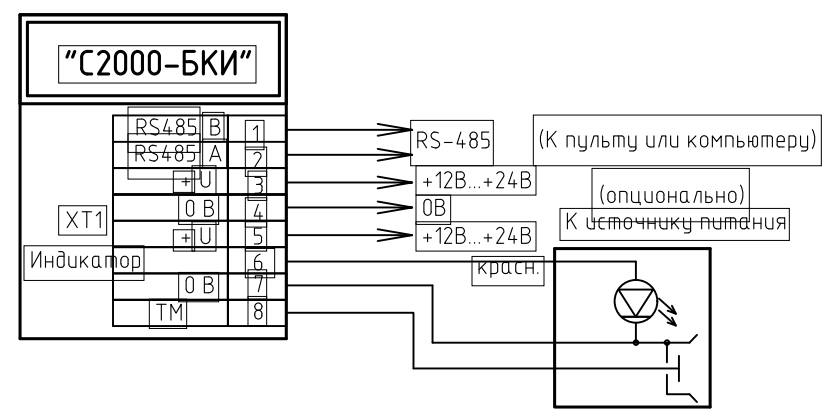 "С2000-БКИ"
RS485 B 1
RS485 A 2
+U 3
0 В 4
+U 5
6
0 В 7
ТМ 8
ХТ1
Индикатор
RS-485
(К пульту или компьютеру)
+12В...+24В
0В
+12В...+24В
(опционально)
К источнику питания
красн.